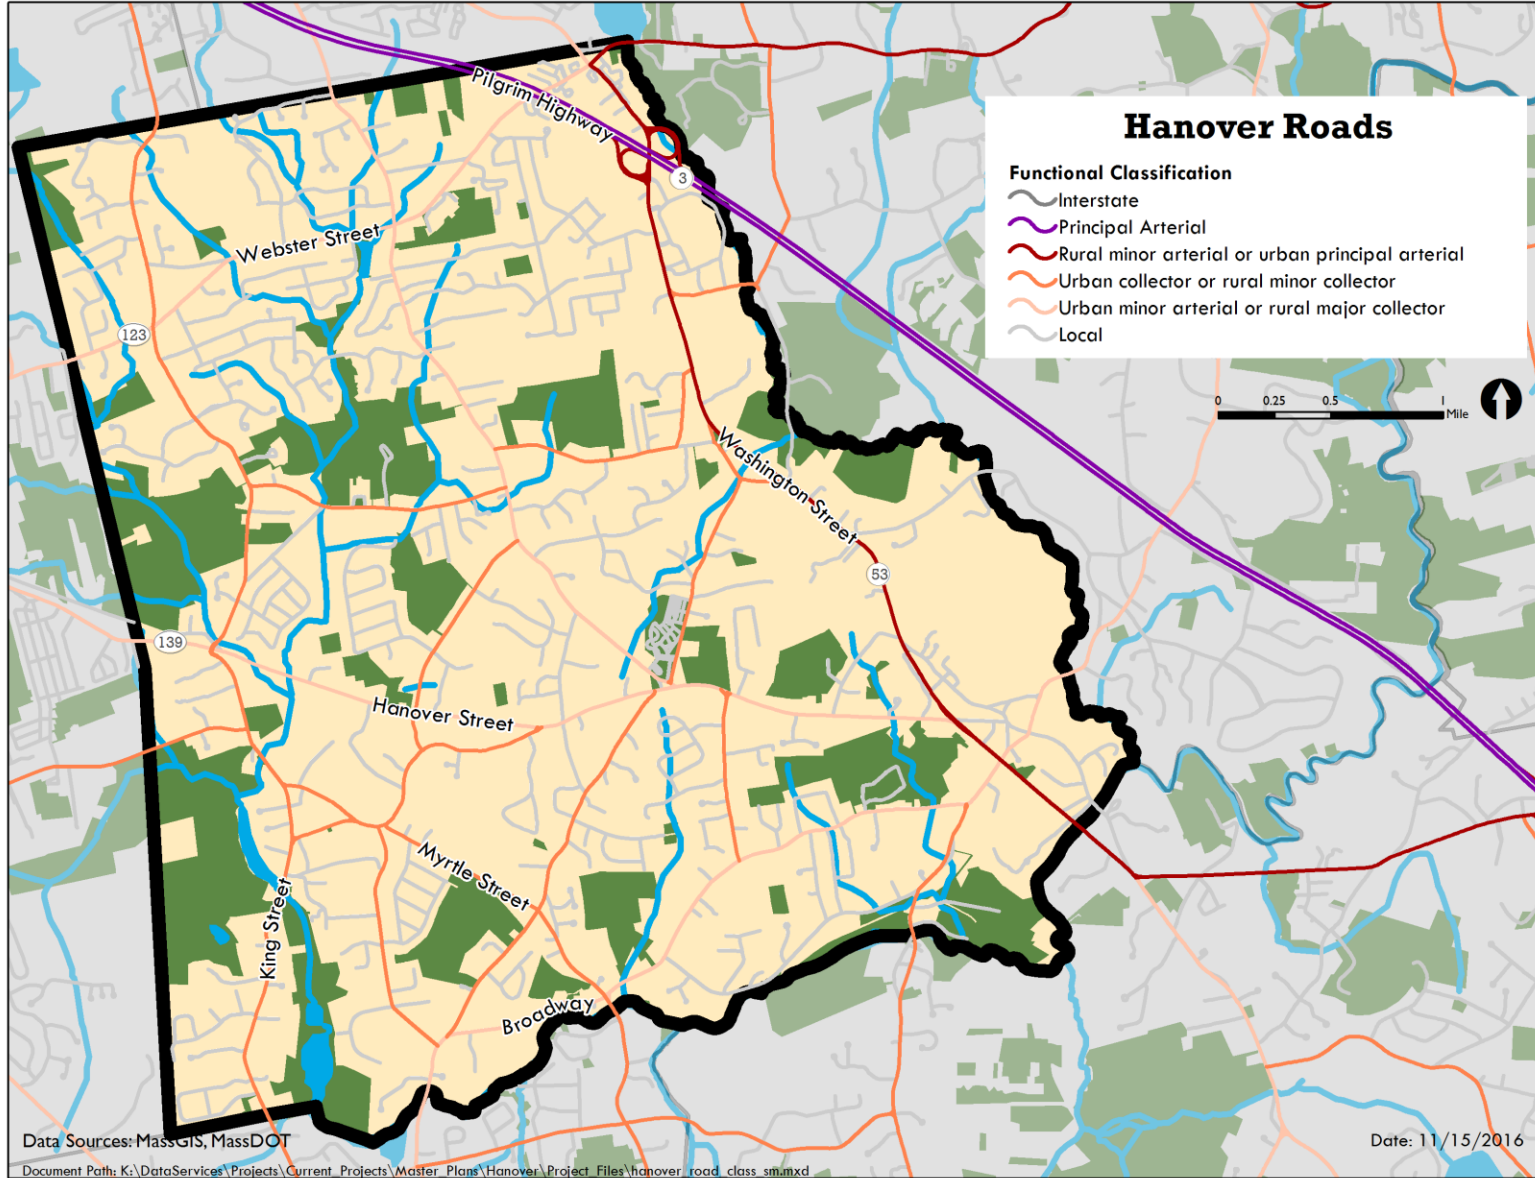 Hanover Roads
Functional Classification
Interstate
Principal Arterial
Rural minor arterial or urban principal arterial
Urban collector or rural minor collector
Urban minor arterial or rural major collector
Local
0 0.25 0.5 1
Mile
Pilgrim Highway
3
Webster Street
123
Washington Street
53
139
Hanover Street
Myrtle Street
King Street
Broadway
Data Sources: MassGIS, MassDOT
Date: 11/15/2016
Document Path: K:\DataServices\Projects\Current_Projects\Master_Plans\Hanover\Project_Files\hanover_road_class_sm.mxd